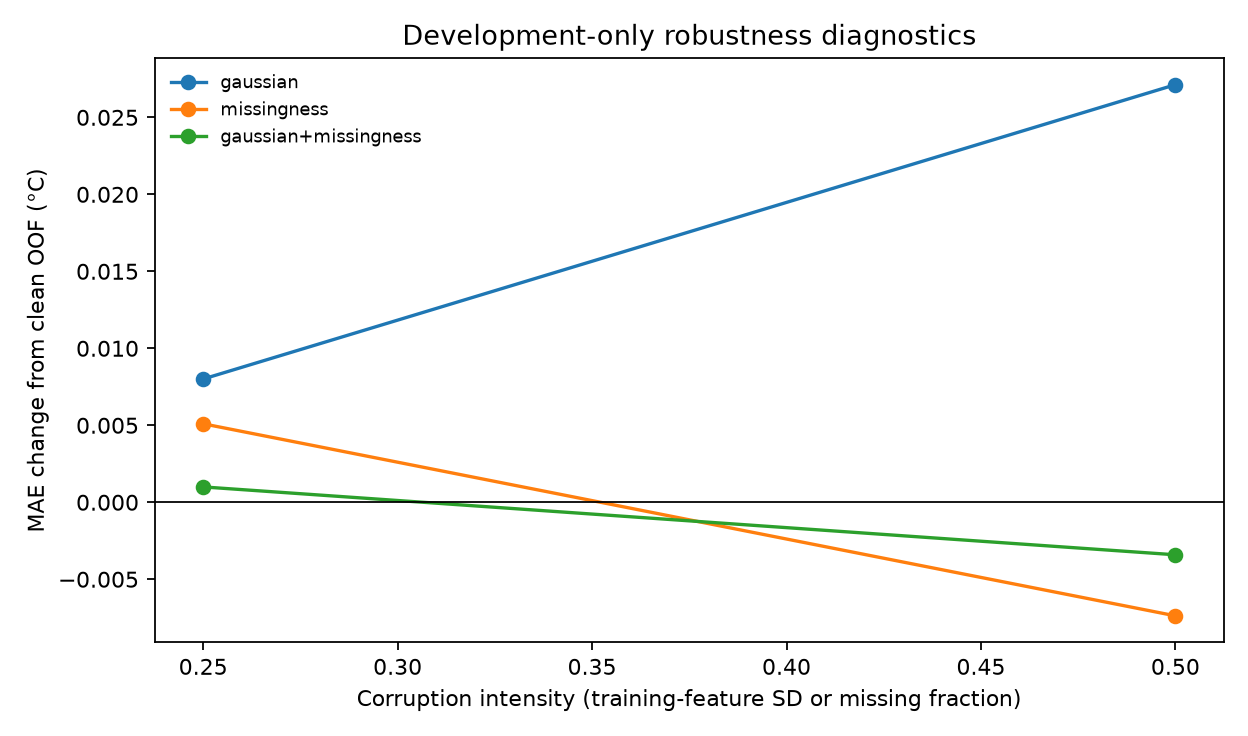 Development-only robustness diagnostics
gaussian
missingness
gaussian+missingness
MAE change from clean OOF (°C)
0.025
0.020
0.015
0.010
0.005
0.000
−0.005
0.25
0.30
0.35
0.40
0.45
0.50
Corruption intensity (training-feature SD or missing fraction)